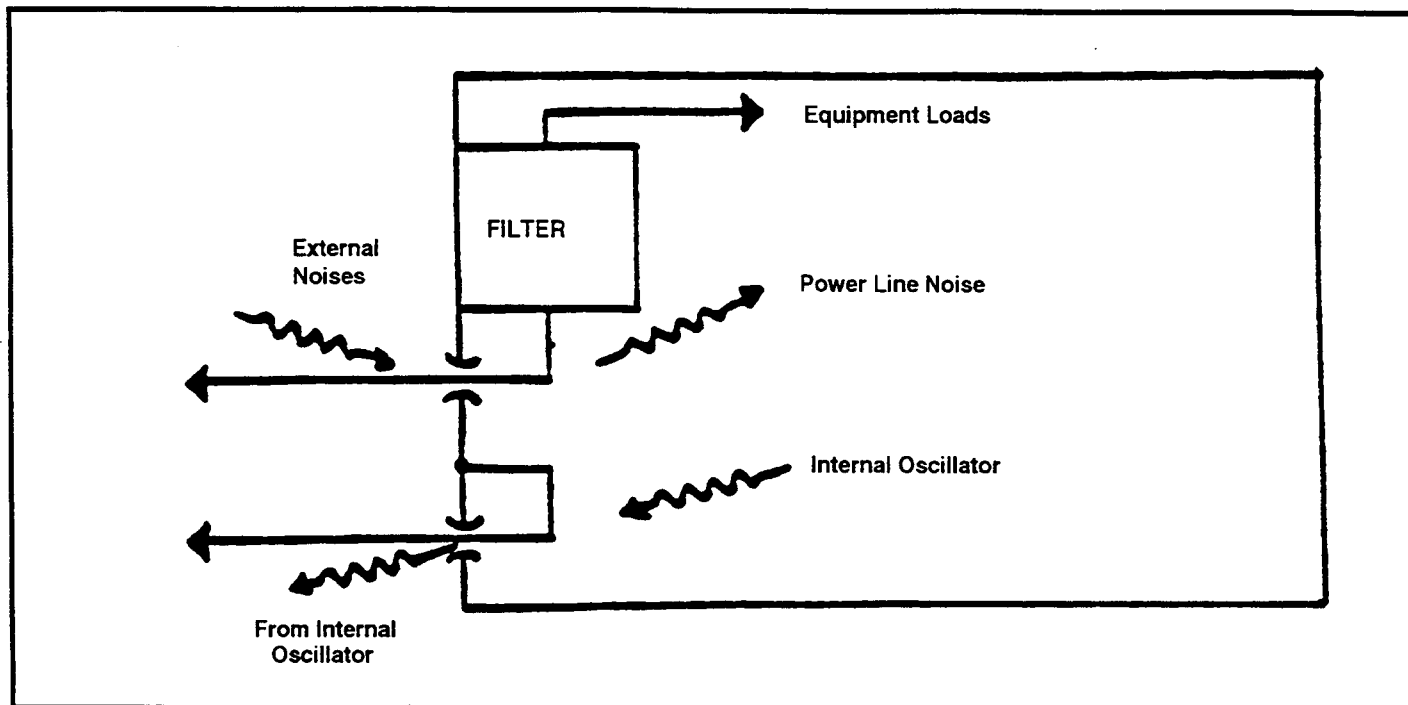 Equipment Loads
FILTER
External
Noises
Power Line Noise
Internal Oscillator
From Internal
Oscillator